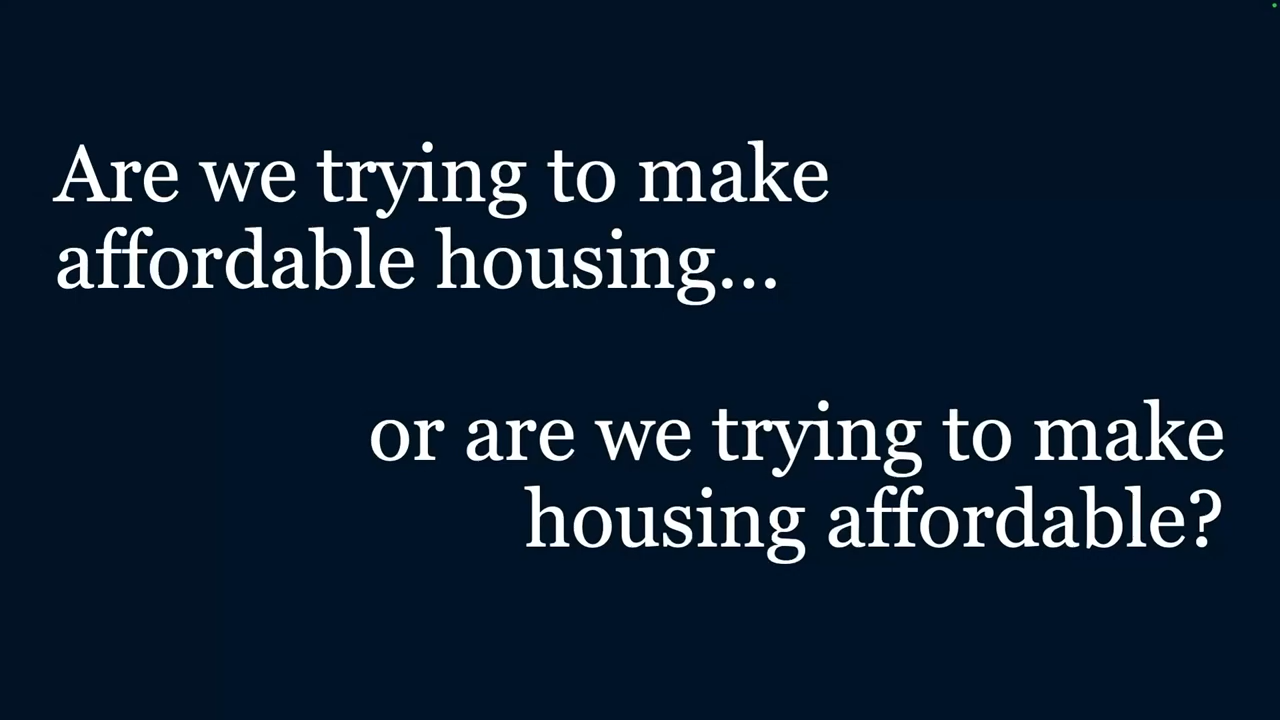 Are we trying to make
affordable housing...
or are we trying to make
housing affordable?